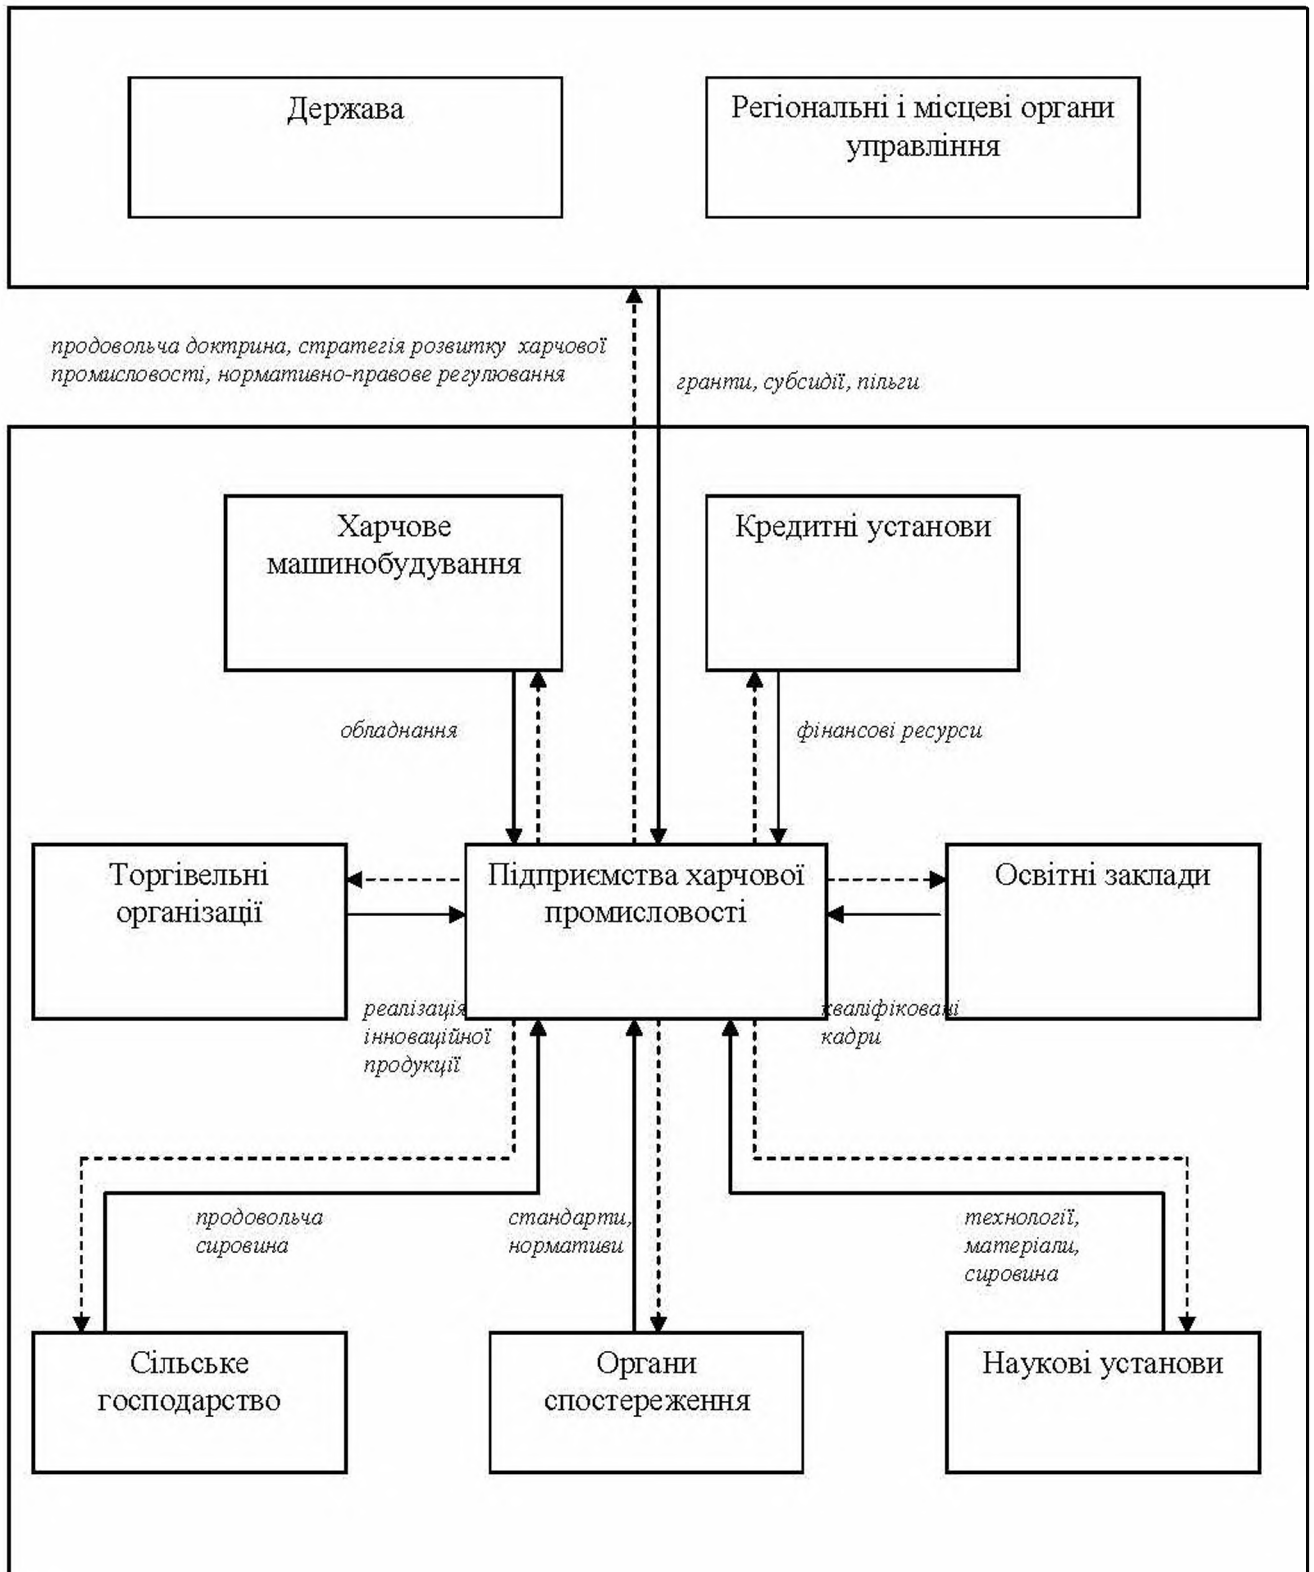 Держава
Регіональні і місцеві органи
управління
продовольча доктрина, стратегія розвитку харчової
промисловості, нормативно-правове регулювання
гранти, субсидії, пільги
Харчове
машинобудування
Кредитні установи
обладнання
фінансові ресурси
Торгівельні
організації
Підприємства харчової
промисловості
Освітні заклади
реалізація
інноваційної
продукції
кваліфіковані
кадри
продовольча
сировина
стандарти,
нормативи
технології,
матеріали,
сировина
Сільське
господарство
Органи
спостереження
Наукові установи